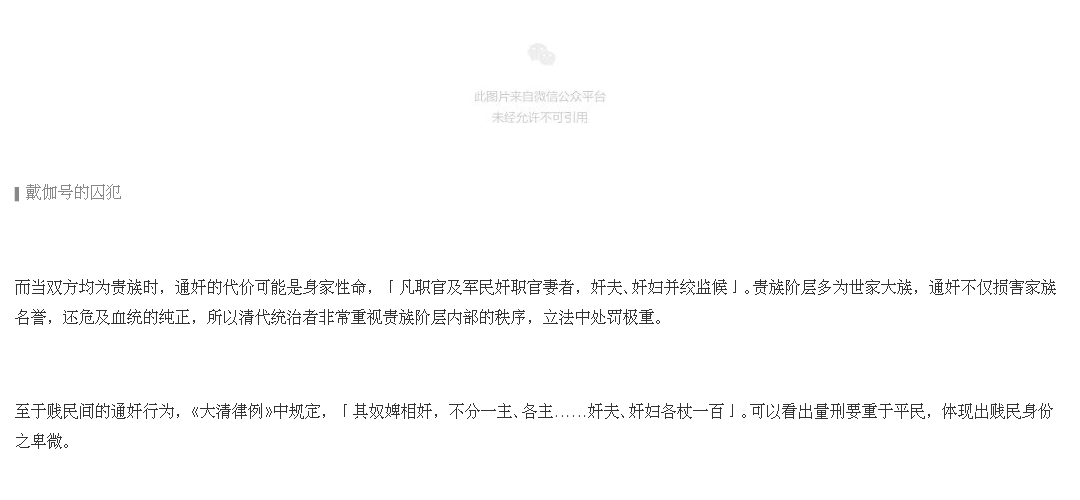 此图片来自微信公众平台
未经允许不可引用
戴伽号的囚犯
而当双方均为贵族时，通奸的代价可能是身家性命，「凡职官及军民奸职官妻者，奸夫、奸妇并绞监候」。贵族阶层多为世家大族，通奸不仅损害家族
名誉，还危及血统的纯正，所以清代统治者非常重视贵族阶层内部的秩序，立法中处罚极重。
至于贱民间的通奸行为，《大清律例》中规定，「其奴婢相奸，不分一主、各主……奸夫、奸妇各杖一百」。可以看出量刑要重于平民，体现出贱民身份
之卑微。